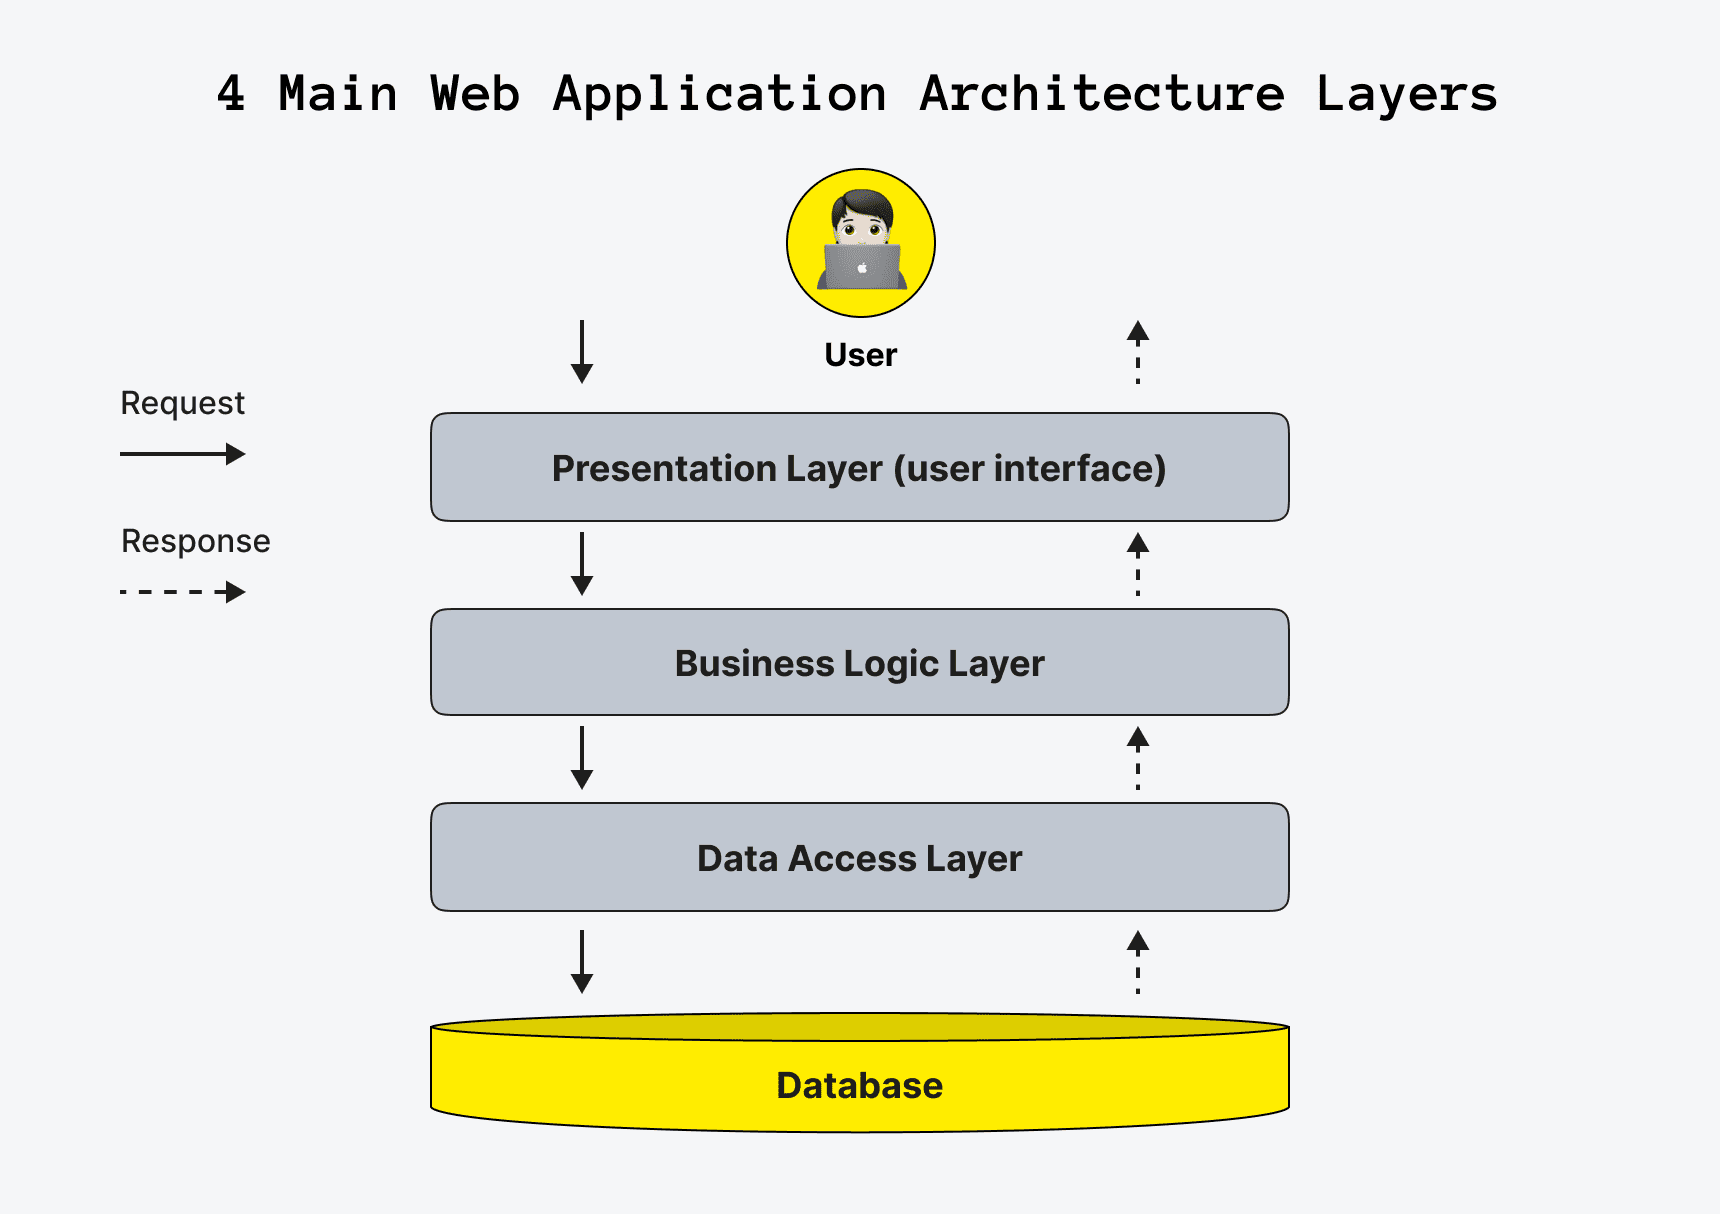 4 Main Web Application Architecture Layers
User
Request
Response
Presentation Layer (user interface)
Business Logic Layer
Data Access Layer
Database